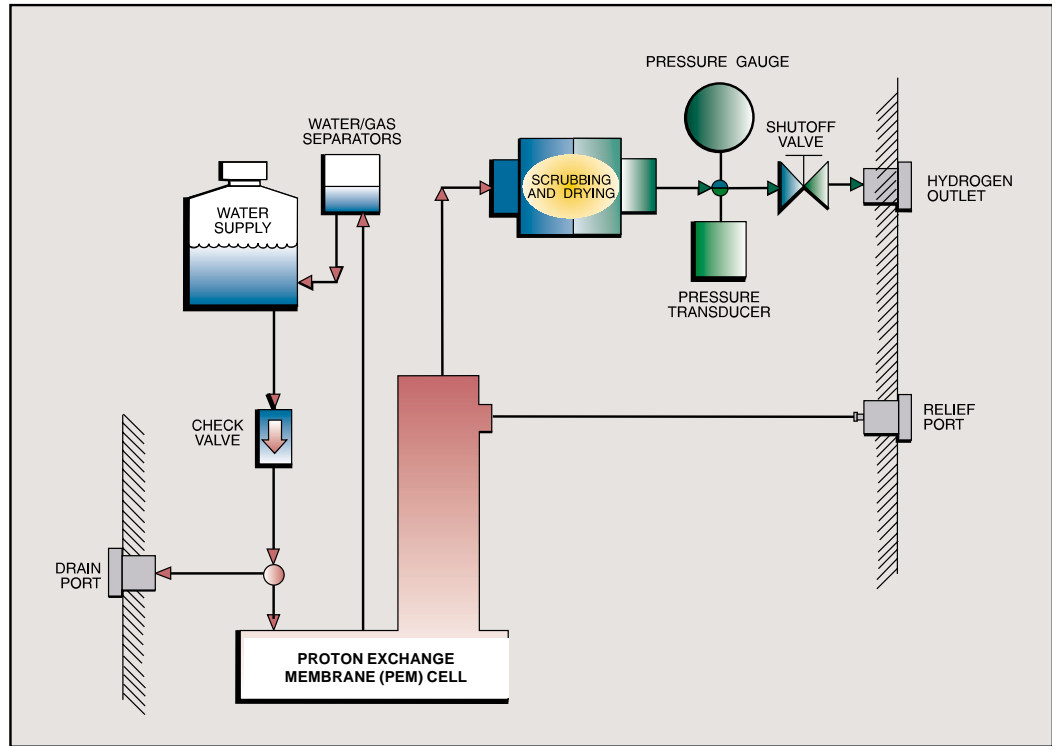 PRESSURE GAUGE
WATER/GAS
SEPARATORS
SHUTOFF
VALVE
SCRUBBING
AND DRYING
HYDROGEN
OUTLET
WATER
SUPPLY
PRESSURE
TRANSDUCER
CHECK
VALVE
RELIEF
PORT
DRAIN
PORT
PROTON EXCHANGE
MEMBRANE (PEM) CELL